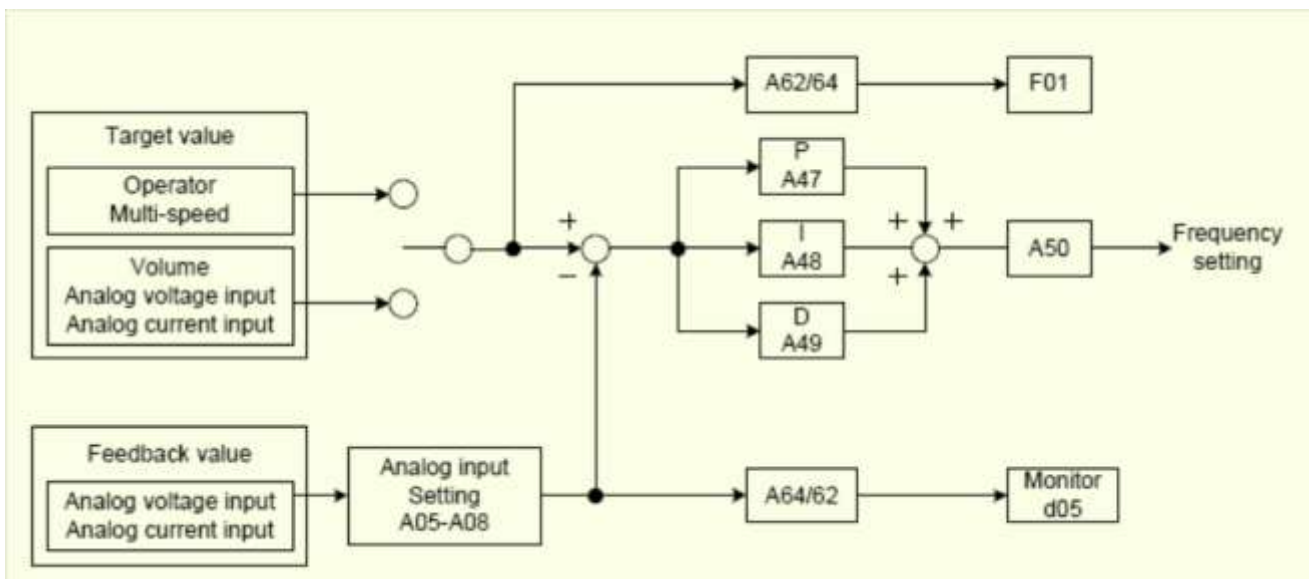 A62/64
F01
Target value
Operator
Multi-speed
Volume
Analog voltage input
Analog current input
P
A47
I
A48
D
A49
+
−
+
+
+
A50
Frequency
setting
Feedback value
Analog voltage input
Analog current input
Analog input
Setting
A05-A08
A64/62
Monitor
d05